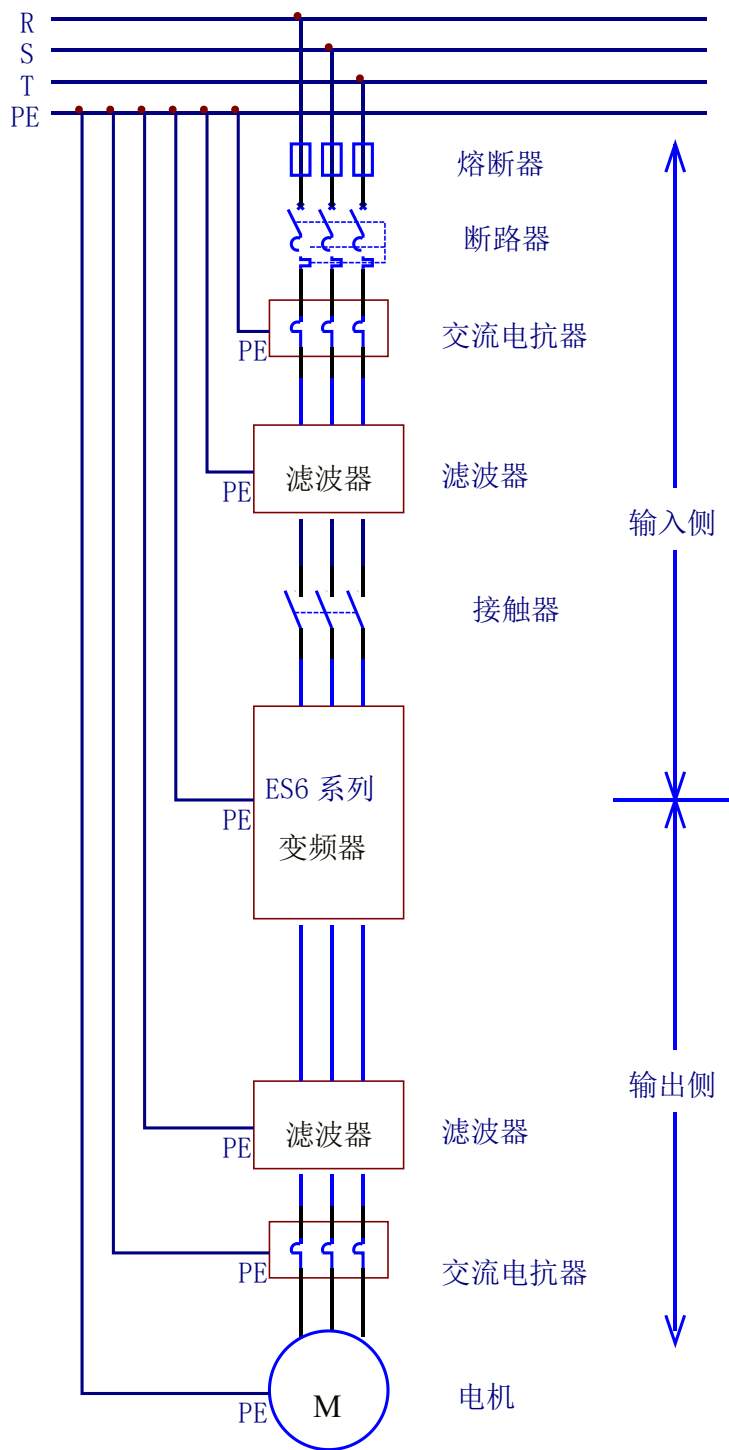 R
S
T
PE
熔断器
断路器
交流电抗器
PE
滤波器
滤波器
PE
输入侧
接触器
ES6 系列
变频器
PE
输出侧
滤波器
滤波器
PE
交流电抗器
PE
M
电机
PE